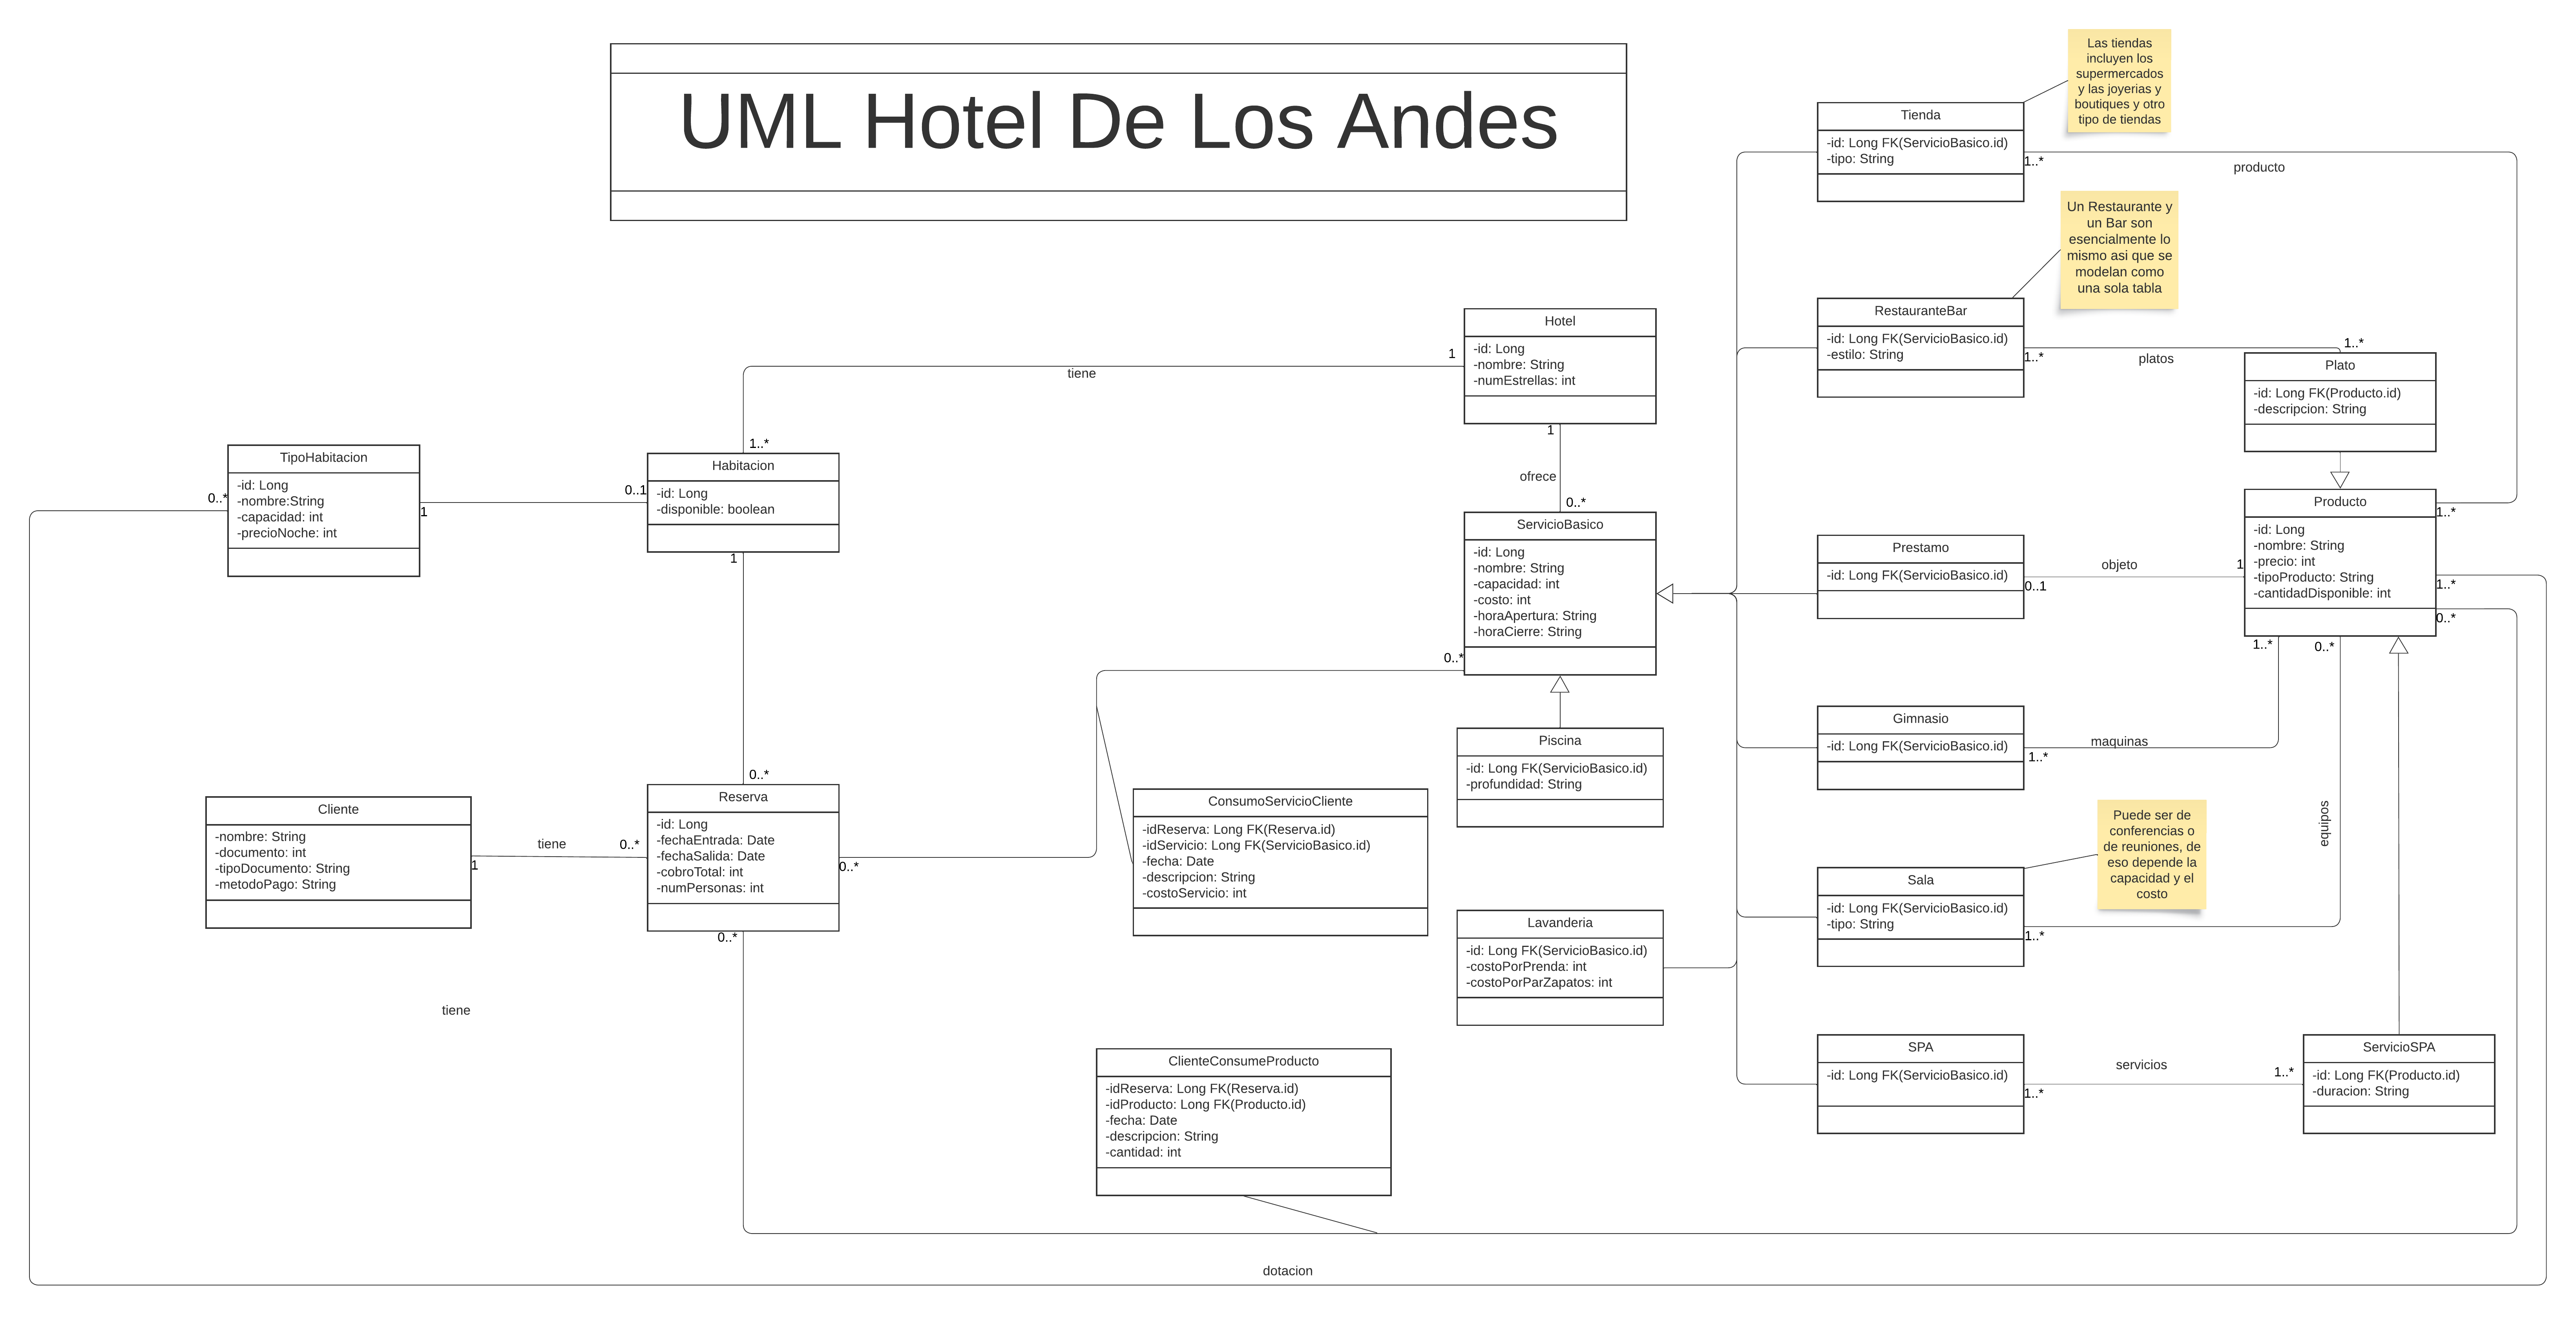 UML Hotel De Los Andes
Las tiendas
incluyen los
supermercados
y las joyerias y
boutiques y otro
tipo de tiendas
Tienda
-id: Long FK(ServicioBasico.id)
-tipo: String
1..*
producto
Un Restaurante y
un Bar son
esencialmente lo
mismo asi que se
modelan como
una sola tabla
RestauranteBar
-id: Long FK(ServicioBasico.id)
-estilo: String
1..*
platos
1..*
Plato
-id: Long FK(Producto.id)
-descripcion: String
Hotel
-id: Long
-nombre: String
-numEstrellas: int
1
tiene
1..*
1
ofrece
0..*
TipoHabitacion
-id: Long
-nombre:String
-capacidad: int
-precioNoche: int
0..*
1
0..1
Habitacion
-id: Long
-disponible: boolean
1
0..*
ServicioBasico
-id: Long
-nombre: String
-capacidad: int
-costo: int
-horaApertura: String
-horaCierre: String
0..*
Prestamo
-id: Long FK(ServicioBasico.id)
0..1
objeto
1
Producto
-id: Long
-nombre: String
-precio: int
-tipoProducto: String
-cantidadDisponible: int
1..*
1..*
0..*
1..*
0..*
Piscina
-id: Long FK(ServicioBasico.id)
-profundidad: String
Gimnasio
-id: Long FK(ServicioBasico.id)
1..*
maquinas
Cliente
-nombre: String
-documento: int
-tipoDocumento: String
-metodoPago: String
1
tiene
0..*
Reserva
-id: Long
-fechaEntrada: Date
-fechaSalida: Date
-cobroTotal: int
-numPersonas: int
0..*
0..*
ConsumoServicioCliente
-idReserva: Long FK(Reserva.id)
-idServicio: Long FK(ServicioBasico.id)
-fecha: Date
-descripcion: String
-costoServicio: int
Puede ser de
conferencias o
de reuniones, de
eso depende la
capacidad y el
costo
equipos
Sala
-id: Long FK(ServicioBasico.id)
-tipo: String
1..*
Lavanderia
-id: Long FK(ServicioBasico.id)
-costoPorPrenda: int
-costoPorParZapatos: int
tiene
ClienteConsumeProducto
-idReserva: Long FK(Reserva.id)
-idProducto: Long FK(Producto.id)
-fecha: Date
-descripcion: String
-cantidad: int
SPA
-id: Long FK(ServicioBasico.id)
1..*
servicios
1..*
ServicioSPA
-id: Long FK(Producto.id)
-duracion: String
dotacion